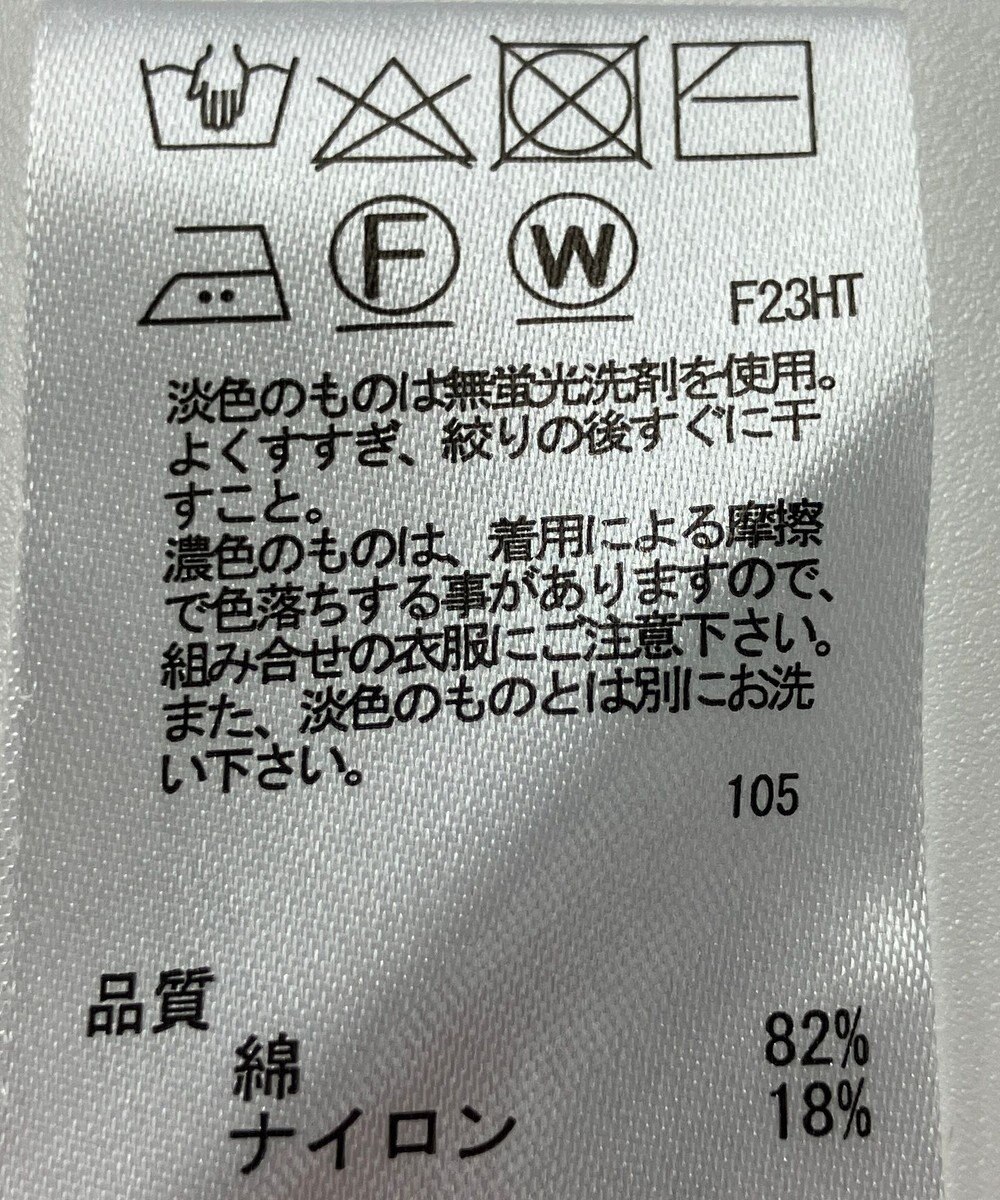 F W
F23HT
淡色のものは無蛍光洗剤を使用。
よくすすぎ、絞りの後すぐに干
すこと。
濃色のものは、着用による摩擦
で色落ちする事がありますので、
組み合せの衣服にご注意下さい。
また、淡色のものとは別にお洗
い下さい。
105
品質
綿 82%
ナイロン 18%